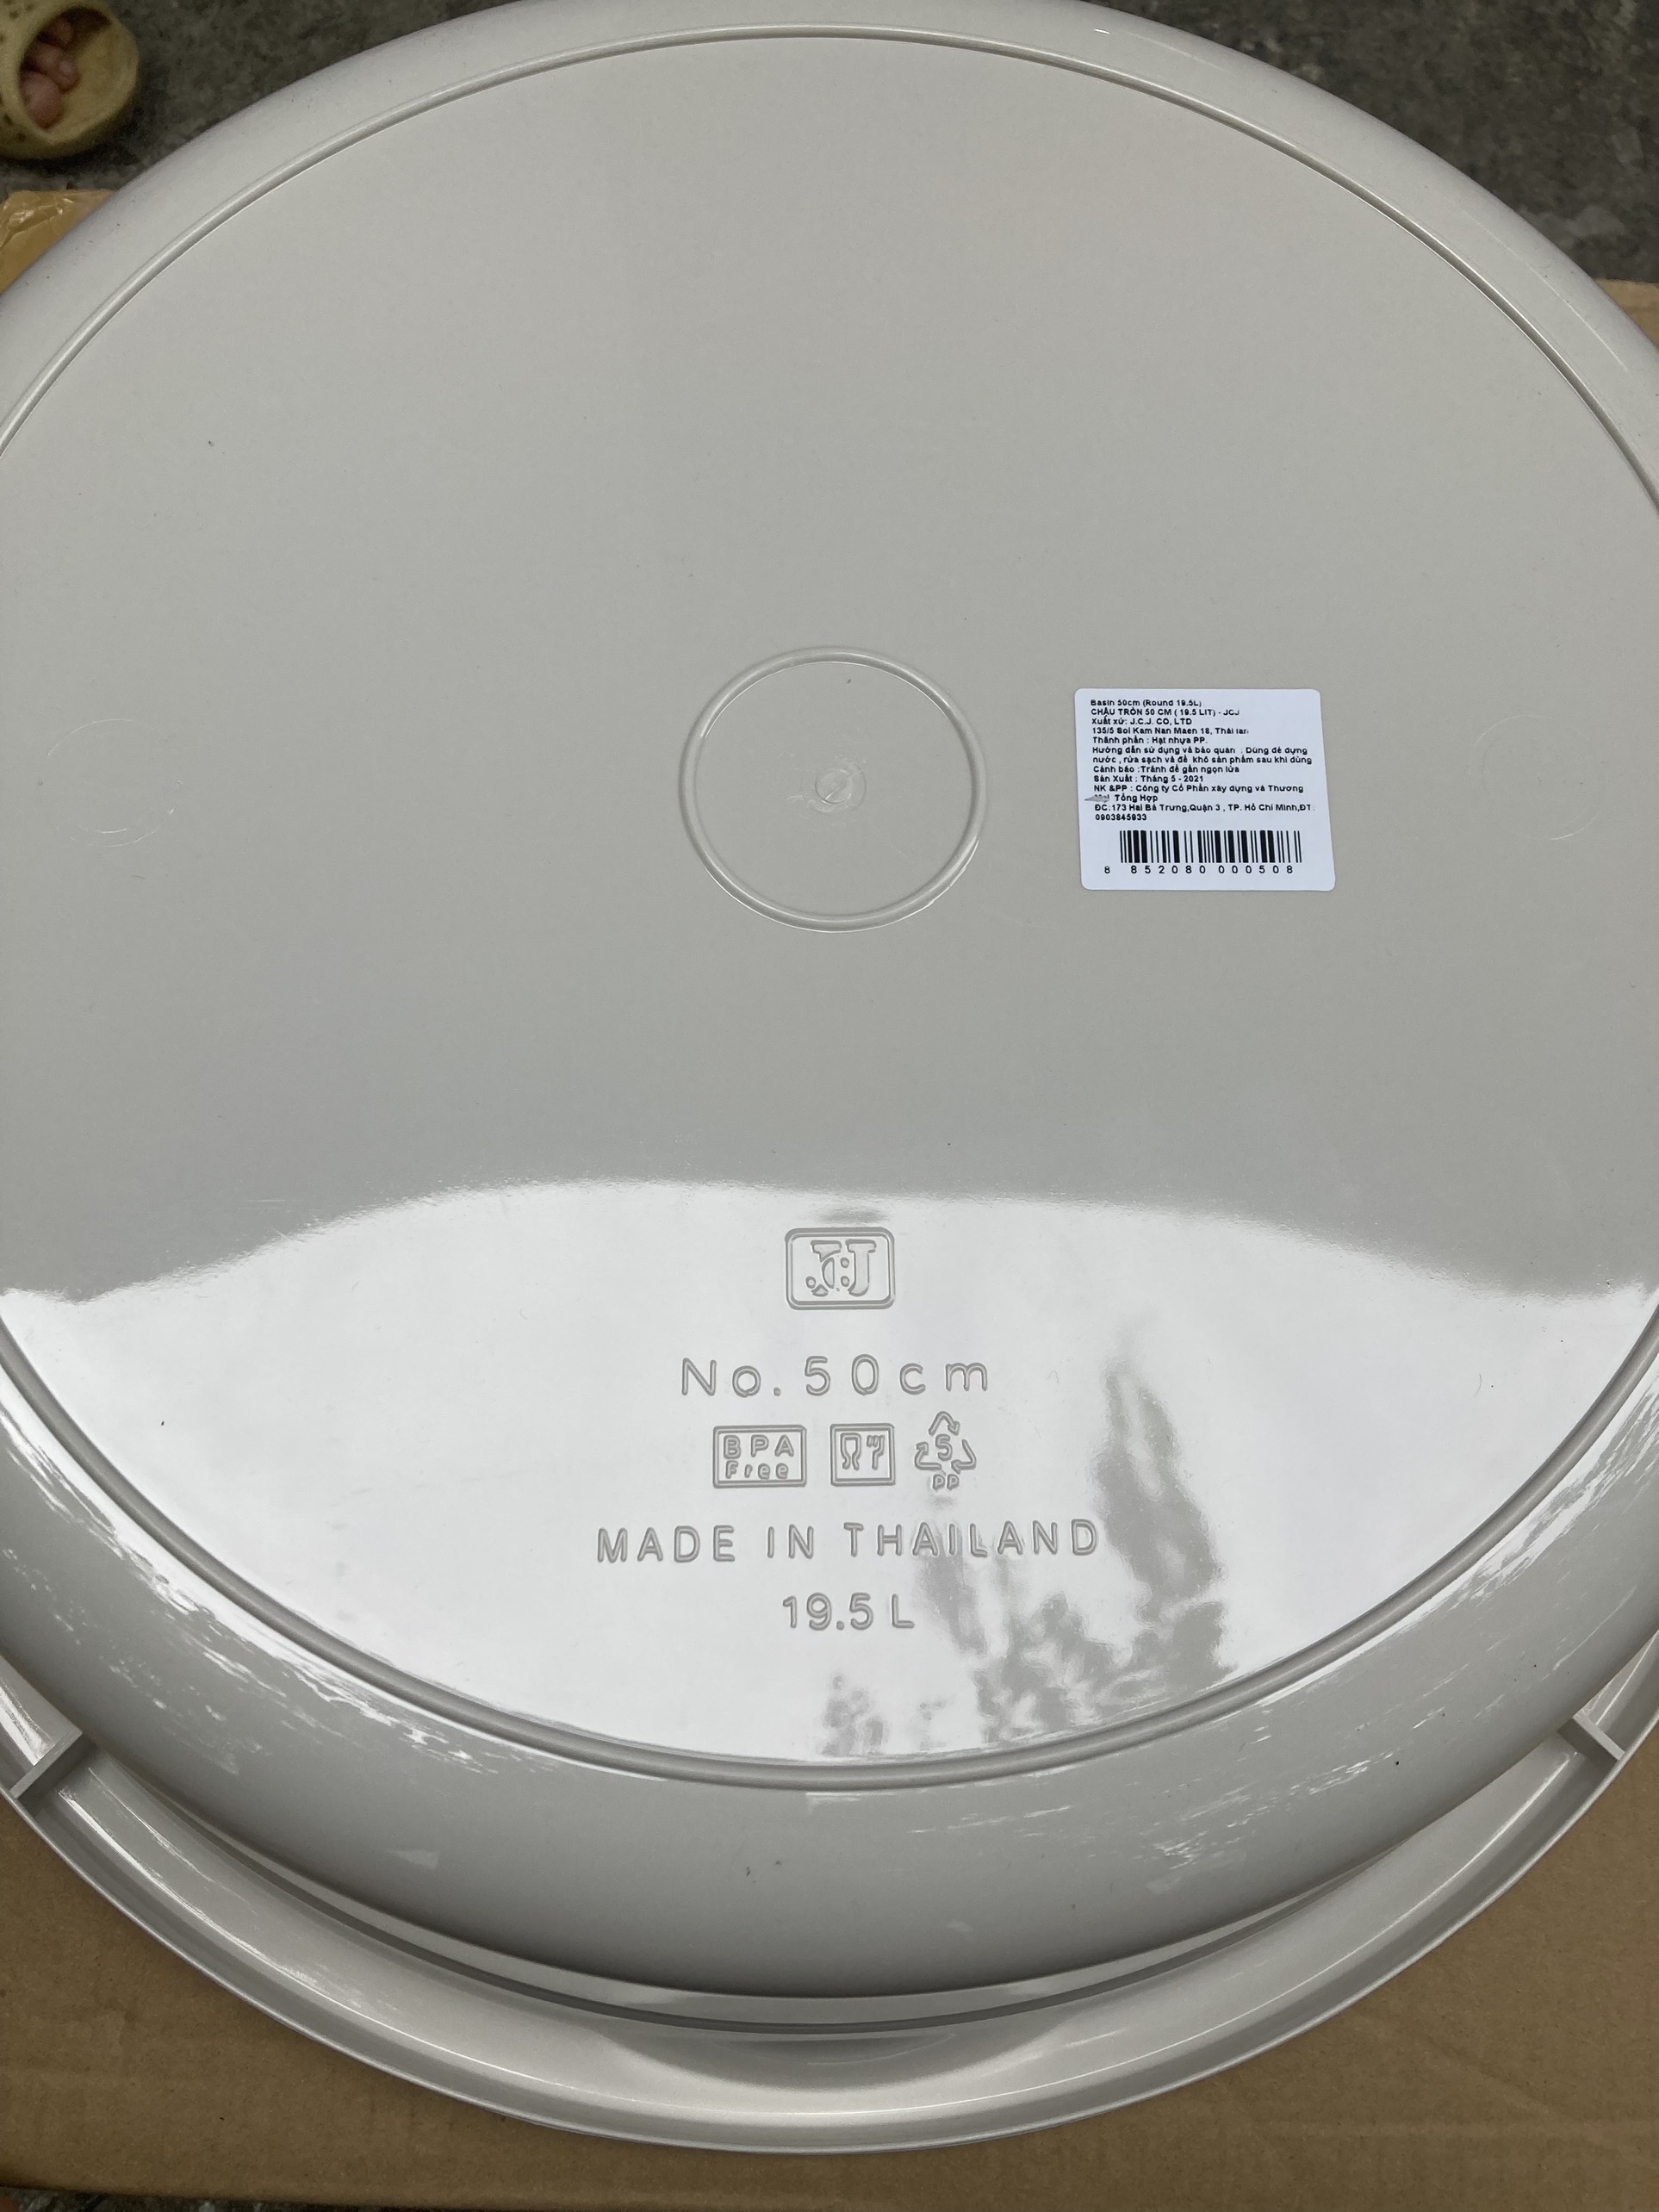 Basin 50cm (Round 19.5L)
CHẬU TRÒN 50 CM ( 19.5 LIT) - JCJ
Xuất xứ: J.C.J. CO, LTD
135/5 Soi Kam Nan Maen 18, Thái lan
Thành phần : Hạt nhựa PP.
Hướng dẫn sử dụng và bảo quản : Dùng để đựng
nước , rửa sạch và để khô sản phẩm sau khi dùng
Cảnh báo :Tránh để gần ngọn lửa
Sản Xuất : Tháng 5 - 2021
NK &PP : Công ty Cổ Phần xây dựng và Thương
Tổng Hợp
ĐC:173 Hai Bà Trưng,Quận 3 , TP. Hồ Chí Minh,ĐT:
0903845933
8 852080 000508
J.C.J
No.50cm
BPA
Free
5
PP
MADE IN THAILAND
19.5 L